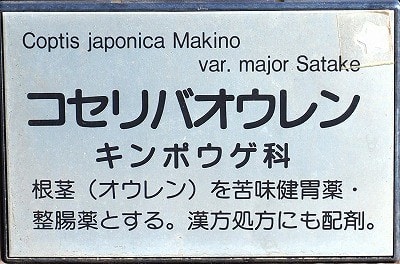 Coptis japonica Makino
var. major Satake
コセリバオウレン
キンポウゲ科
根茎（オウレン）を苦味健胃薬・
整腸薬とする。漢方処方にも配剤。